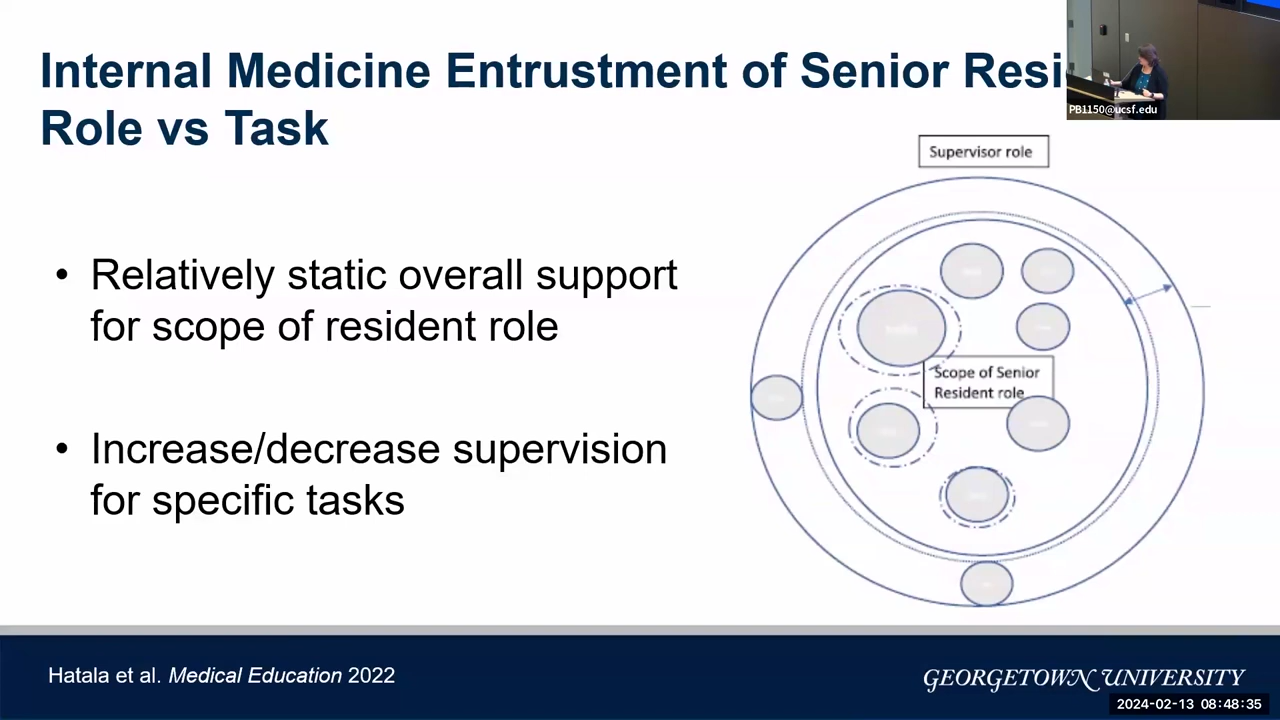 Internal Medicine Entrustment of Senior Resi
Role vs Task
PB1150@ucsf.edu
Supervisor role
• Relatively static overall support
for scope of resident role
Scope of Senior
Resident role
• Increase/decrease supervision
for specific tasks
Hatala et al. Medical Education 2022
GEORGETOWN UNIVERSITY
2024-02-13 08:48:35